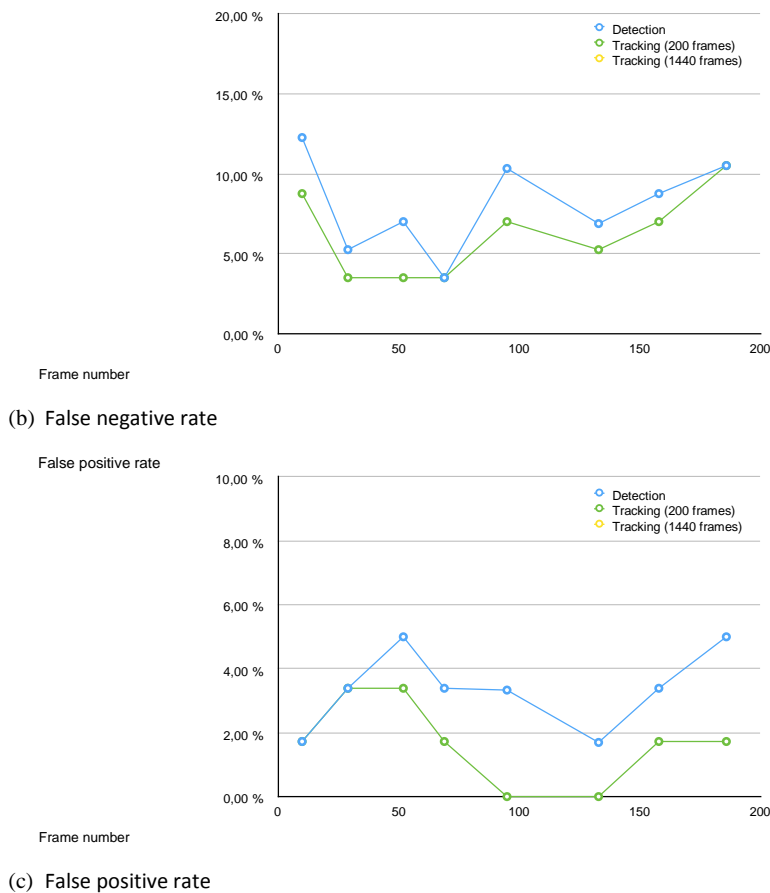 20,00 %
Detection
Tracking (200 frames)
Tracking (1440 frames)
15,00 %
10,00 %
5,00 %
0,00 %
0 50 100 150 200
Frame number
(b) False negative rate
False positive rate
10,00 %
Detection
Tracking (200 frames)
Tracking (1440 frames)
8,00 %
6,00 %
4,00 %
2,00 %
0,00 %
0 50 100 150 200
Frame number
(c) False positive rate